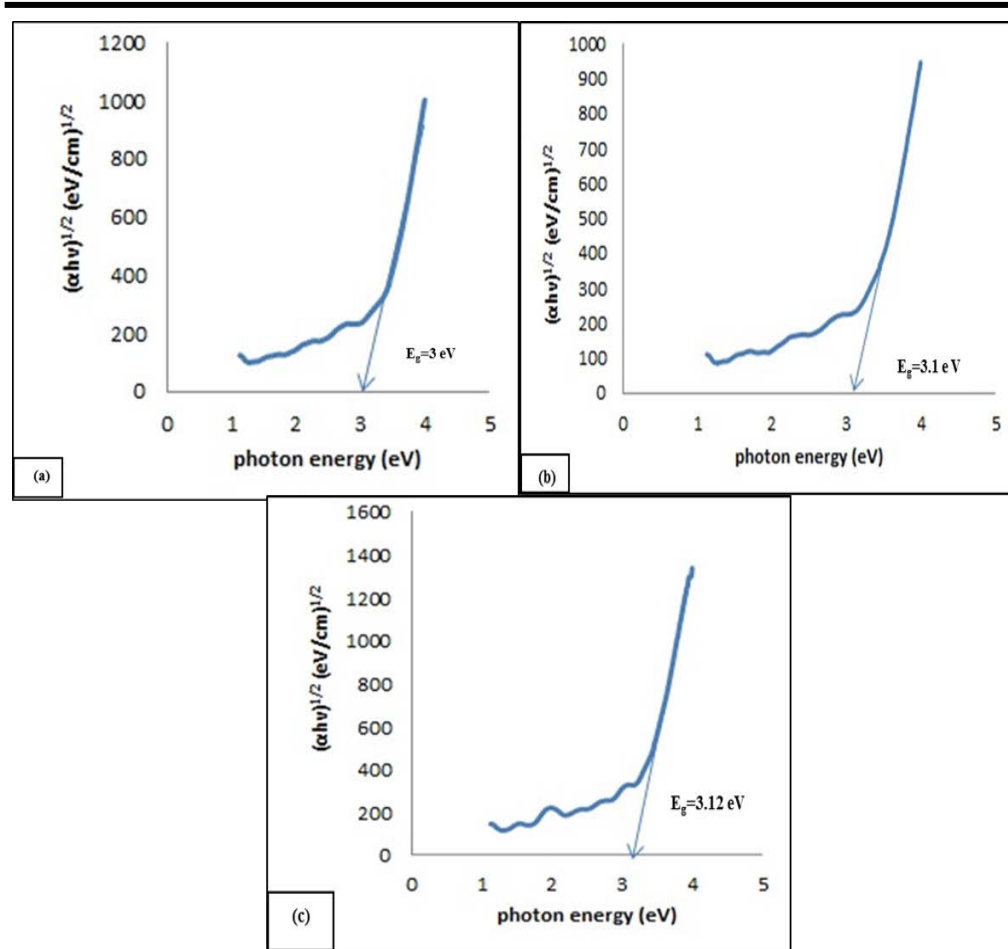 1200
1000
800
600
400
200
0
(αhν)^1/2 (eV/cm)^1/2
E_g=3 eV
0 1 2 3 4 5
photon energy (eV)
(a)
1000
900
800
700
600
500
400
300
200
100
0
(αhν)^1/2 (eV/cm)^1/2
E_g=3.1 eV
0 1 2 3 4 5
photon energy (eV)
(b)
1600
1400
1200
1000
800
600
400
200
0
(αhν)^1/2 (eV/cm)^1/2
E_g=3.12 eV
0 1 2 3 4 5
photon energy (eV)
(c)